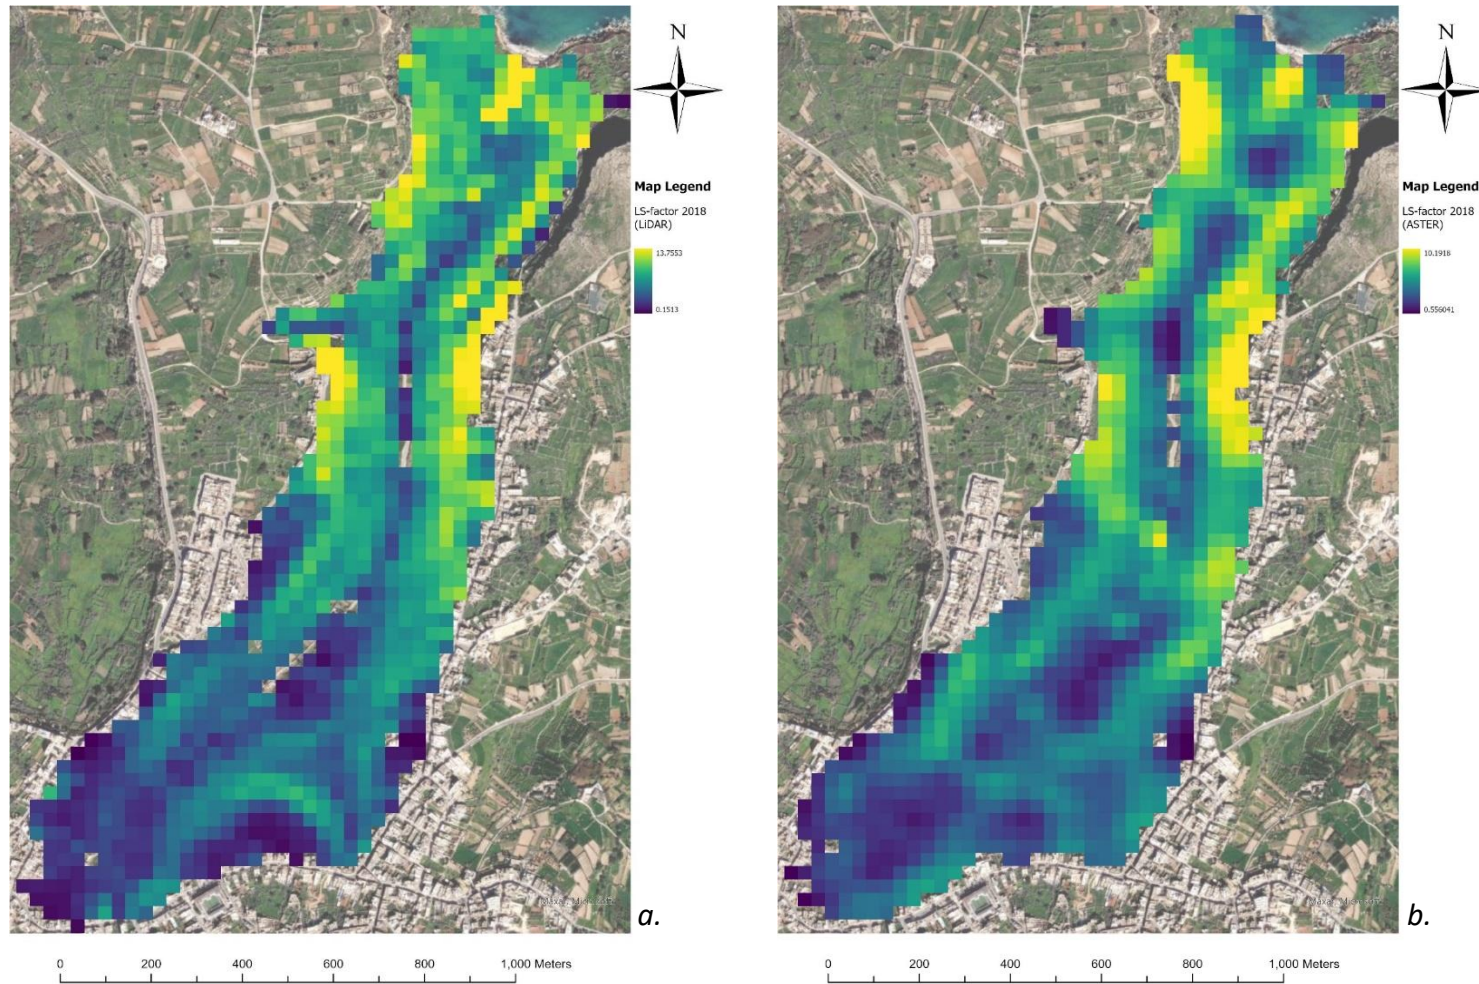 N
Map Legend
LS-factor 2018
(LiDAR)
13.7553
0.1513
a.
0 200 400 600 800 1,000 Meters
N
Map Legend
LS-factor 2018
(ASTER)
10.1918
0.556041
b.
0 200 400 600 800 1,000 Meters